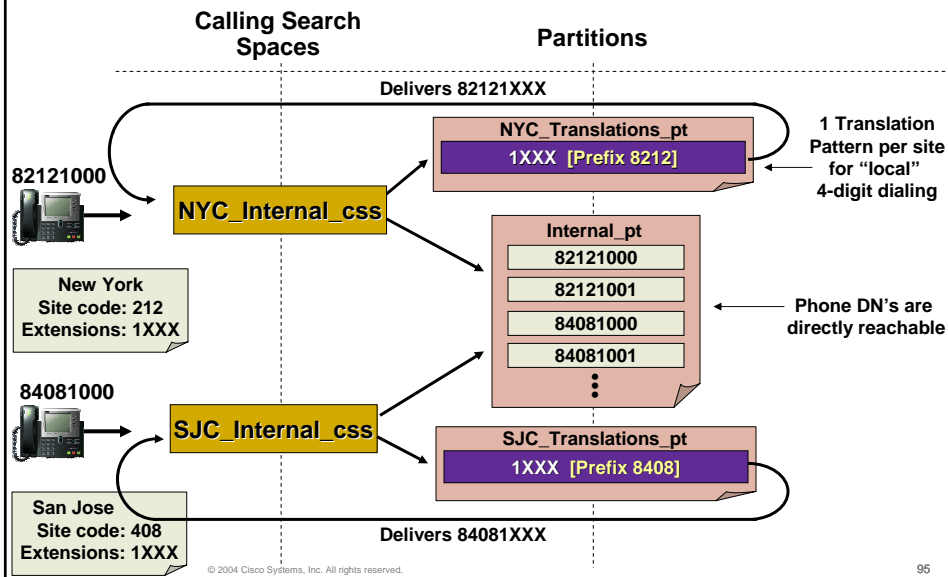 Calling Search
Spaces
Partitions
Delivers 82121XXX
NYC_Translations_pt
1XXX [Prefix 8212]
1 Translation
Pattern per site
for “local”
4-digit dialing
82121000
NYC_Internal_css
New York
Site code: 212
Extensions: 1XXX
Internal_pt
82121000
82121001
84081000
84081001
Phone DN's are
directly reachable
84081000
SJC_Internal_css
SJC_Translations_pt
1XXX [Prefix 8408]
San Jose
Site code: 408
Extensions: 1XXX
Delivers 84081XXX
© 2004 Cisco Systems, Inc. All rights reserved.
95